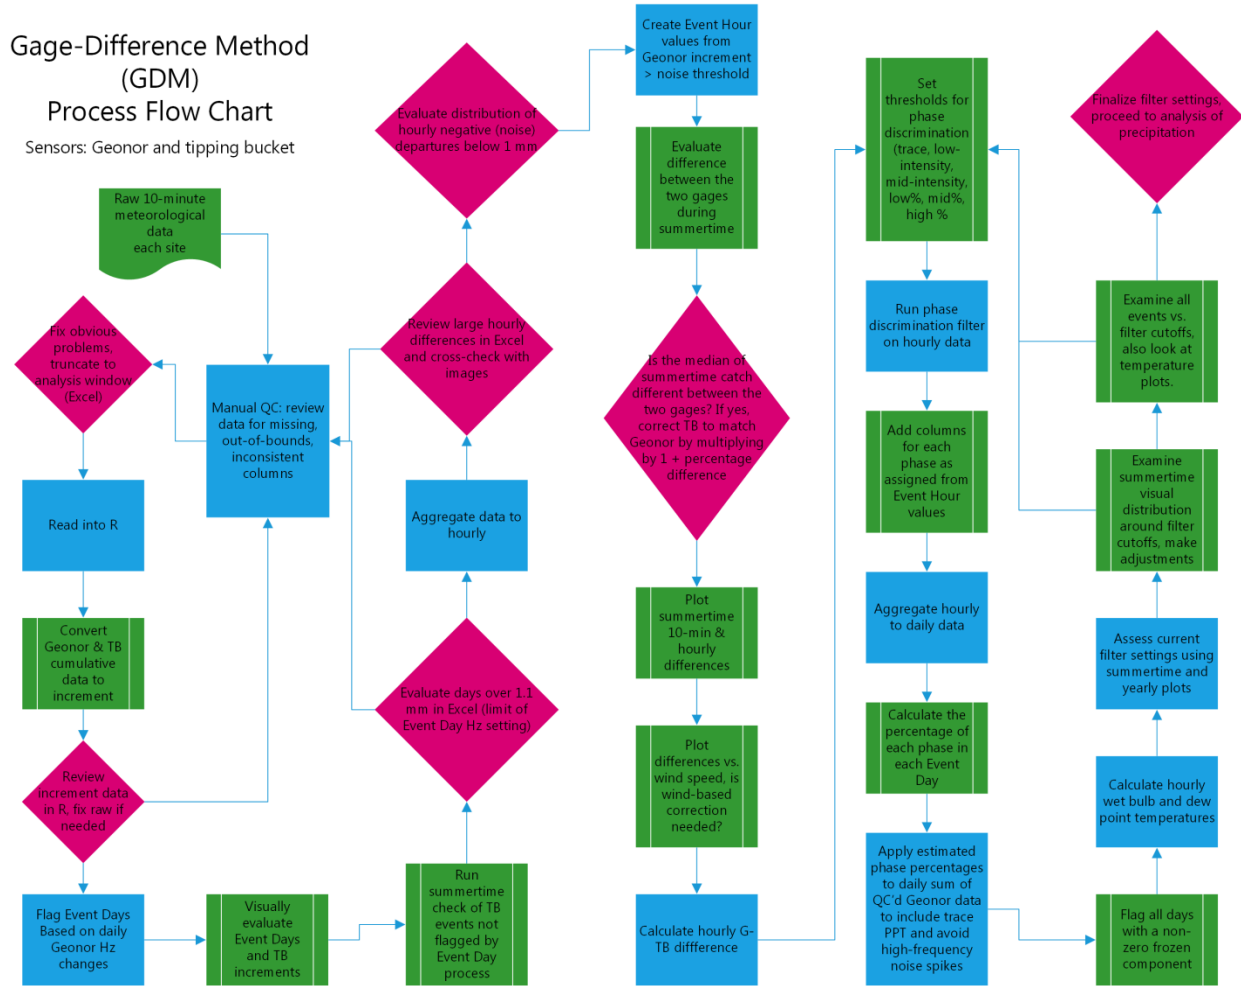 Gage-Difference Method
(GDM)
Process Flow Chart
Sensors: Geonor and tipping bucket
Raw 10-minute
meteorological
data
each site
Fix obvious
problems,
truncate to
analysis window
(Excel)
Manual QC: review
data for missing,
out-of-bounds,
inconsistent
columns
Read into R
Convert
Geonor & TB
cumulative
data to
increment
Review
increment data
in R, fix raw if
needed
Flag Event Days
Based on daily
Geonor Hz
changes
Visually
evaluate
Event Days
and TB
increments
Run
summertime
check of TB
events not
flagged by
Event Day
process
Evaluate days over 1.1
mm in Excel (limit of
Event Day Hz setting)
Aggregate data to
hourly
Review large hourly
differences in Excel
and cross-check with
images
Evaluate distribution of
hourly negative (noise)
departures below 1 mm
Create Event Hour
values from
Geonor increment
> noise threshold
Evaluate
difference
between the
two gages
during
summertime
Is the median of
summertime catch
different between the
two gages? If yes,
correct TB to match
Geonor by multiplying
by 1 + percentage
difference
Plot
summertime
10-min &
hourly
differences
Plot
differences vs.
wind speed, is
wind-based
correction
needed?
Calculate hourly G-
TB diffference
Set
thresholds for
phase
discrimination
(trace, low-
intensity,
mid-intensity,
low%, mid%,
high %
Run phase
discrimination filter
on hourly data
Add columns
for each
phase as
assigned from
Event Hour
values
Aggregate hourly
to daily data
Calculate the
percentage of
each phase in
each Event
Day
Apply estimated
phase percentages
to daily sum of
QC'd Geonor data
to include trace
PPT and avoid
high-frequency
noise spikes
Flag all days
with a non-
zero frozen
component
Calculate hourly
wet bulb and dew
point temperatures
Assess current
filter settings using
summertime and
yearly plots
Examine
summertime
visual
distribution
around filter
cutoffs, make
adjustments
Examine all
events vs.
filter cutoffs,
also look at
temperature
plots.
Finalize filter settings,
proceed to analysis of
precipitation